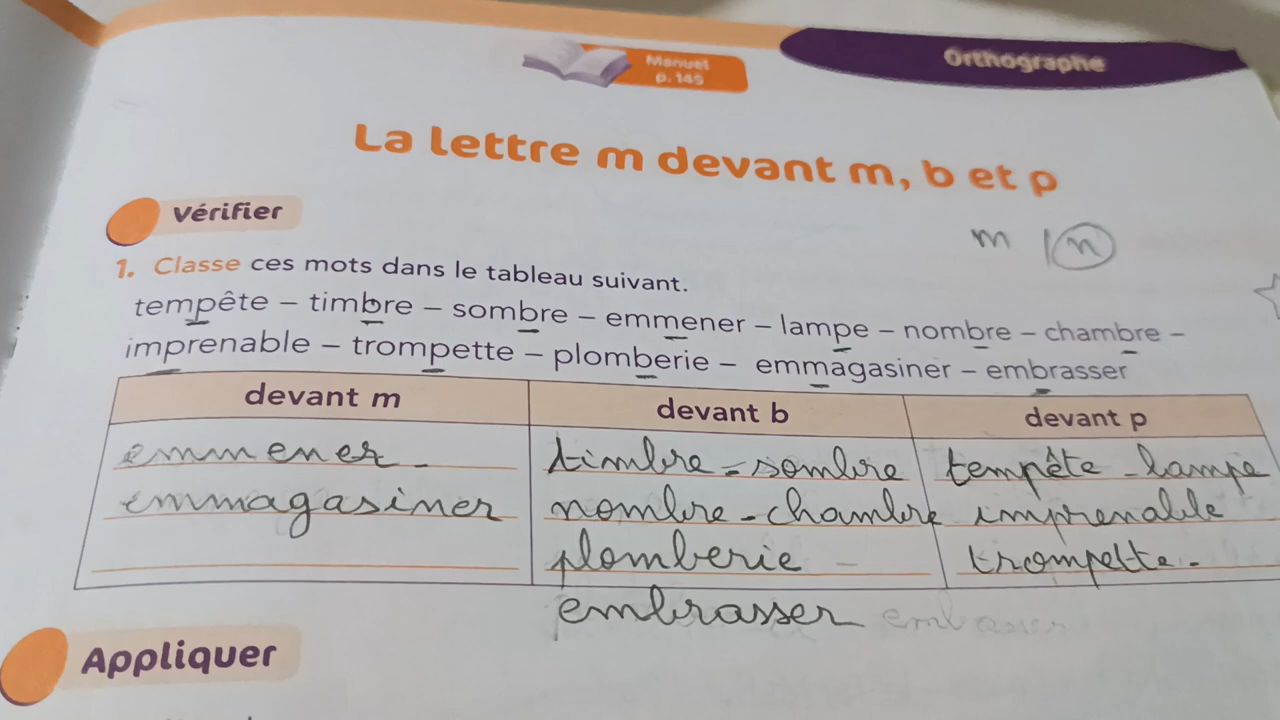 Manuel
p. 145
Orthographe
La lettre m devant m, b et p
Vérifier
m n
1. Classe ces mots dans le tableau suivant.
tempête – timbre – sombre – emmener – lampe – nombre – chambre –
imprenable – trompette – plomberie – emmagasiner – embrasser
devant m devant b devant p
emmener - timbre - sombre tempête - lampe
emmagasiner nombre - chambre imprenable
plomberie - trompette -
embrasser
Appliquer